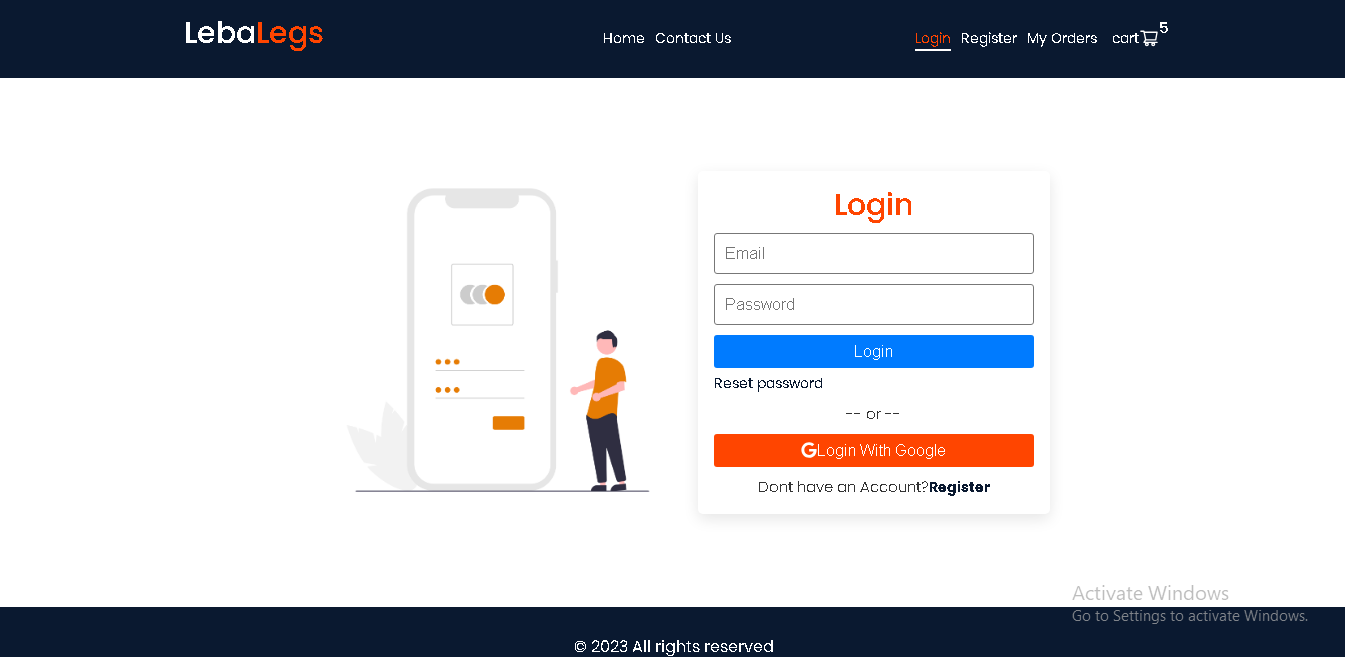 LebaLegs
Home Contact Us
Login Register My Orders cart 5
Login
Email
Password
Login
Reset password
-- or --
Login With Google
Dont have an Account?Register
Activate Windows
Go to Settings to activate Windows.
© 2023 All rights reserved